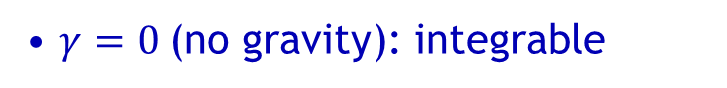 • γ = 0 (no gravity): integrable